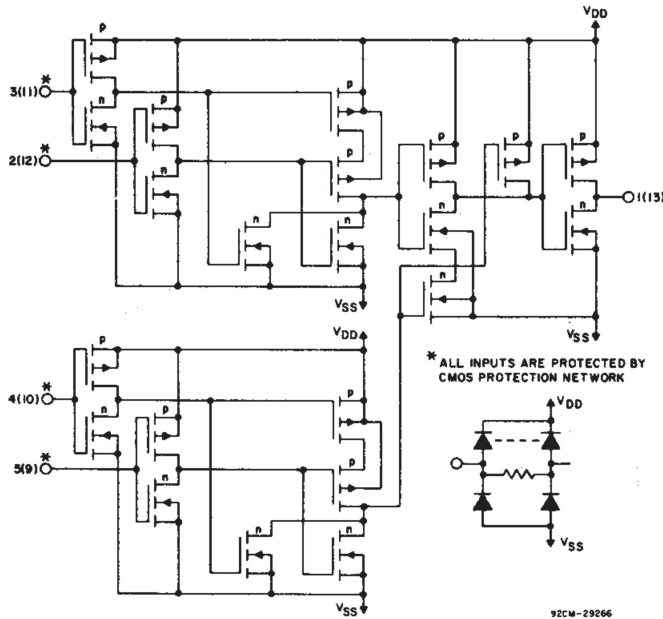 p
VDD
*
3(11)
n
p
p
*
2(12)
n
p
p
p
p
n
1(13)
n
n
n
n
VSS
VSS
VDD
* ALL INPUTS ARE PROTECTED BY
CMOS PROTECTION NETWORK
p
*
4(10)
n
p
p
VDD
*
5(9)
n
p
n
n
VSS
VSS
92CM-29266